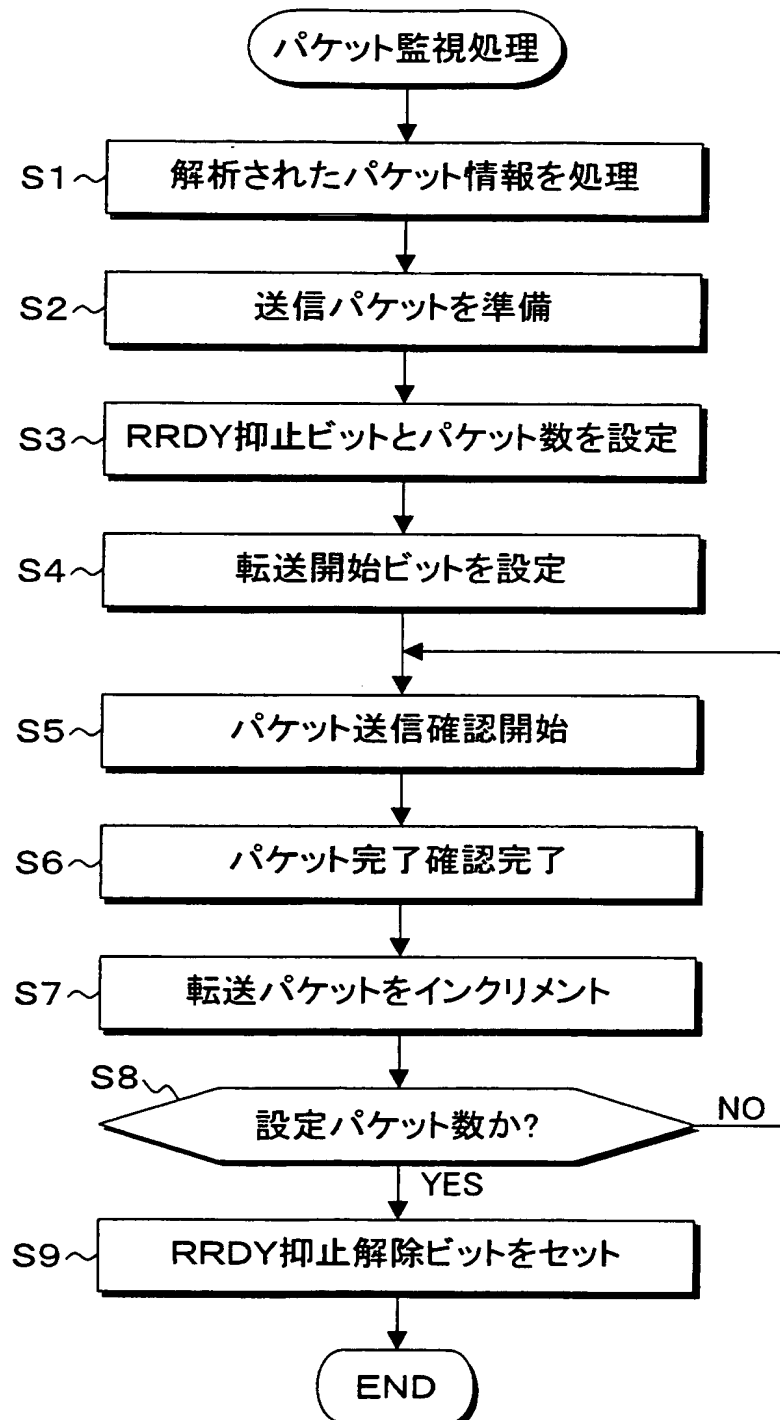 パケット監視処理
S1 解析されたパケット情報を処理
S2 送信パケットを準備
S3 RRDY抑止ビットとパケット数を設定
S4 転送開始ビットを設定
S5 パケット送信確認開始
S6 パケット完了確認完了
S7 転送パケットをインクリメント
S8 設定パケット数か?
NO
YES
S9 RRDY抑止解除ビットをセット
END